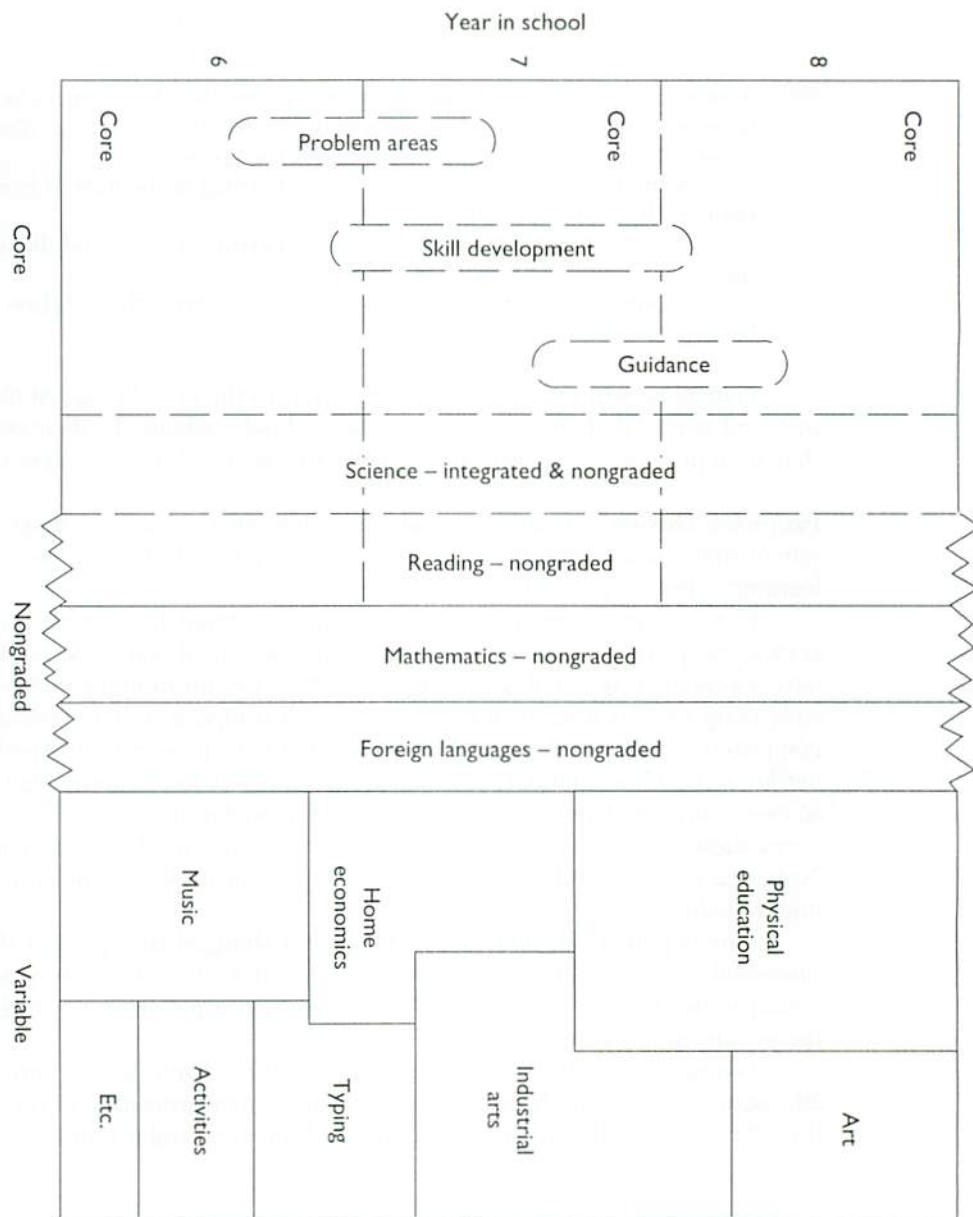 Year in school
6
7
8
Core
Core
Core
Problem areas
Skill development
Guidance
Core
Science – integrated & nongraded
Reading – nongraded
Nongraded
Mathematics – nongraded
Foreign languages – nongraded
Music
Home
economics
Physical
education
Variable
Etc.
Activities
Typing
Industrial
arts
Art